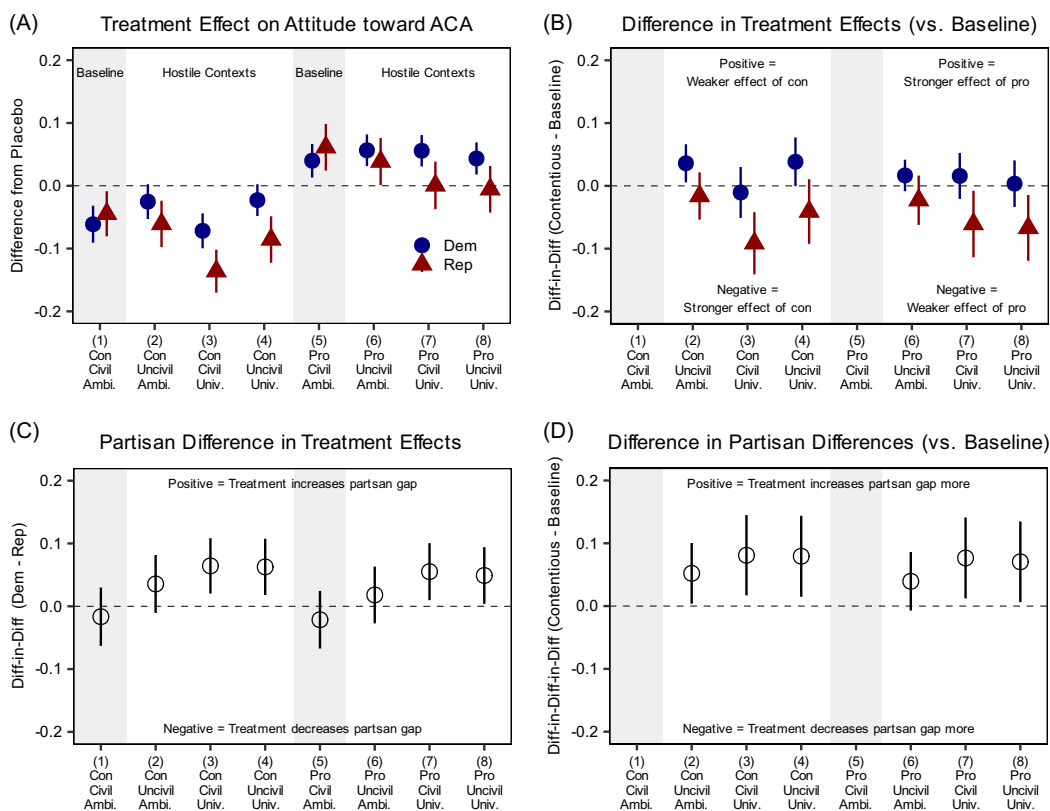 (A) Treatment Effect on Attitude toward ACA
Baseline Hostile Contexts Baseline Hostile Contexts
Difference from Placebo
0.2
0.1
0.0
-0.1
-0.2
Dem
Rep
(1) (2) (3) (4) (5) (6) (7) (8)
Con Con Con Con Pro Pro Pro Pro
Civil Uncivil Civil Uncivil Civil Uncivil Civil Uncivil
Ambi. Ambi. Univ. Univ. Ambi. Ambi. Univ. Univ.
(B) Difference in Treatment Effects (vs. Baseline)
Positive = Positive =
Weaker effect of con Stronger effect of pro
Diff-in-Diff (Contentious - Baseline)
0.2
0.1
0.0
-0.1
-0.2
Negative = Negative =
Stronger effect of con Weaker effect of pro
(1) (2) (3) (4) (5) (6) (7) (8)
Con Con Con Con Pro Pro Pro Pro
Civil Uncivil Civil Uncivil Civil Uncivil Civil Uncivil
Ambi. Ambi. Univ. Univ. Ambi. Ambi. Univ. Univ.
(C) Partisan Difference in Treatment Effects
Positive = Treatment increases partsan gap
Diff-in-Diff (Dem - Rep)
0.2
0.1
0.0
-0.1
-0.2
Negative = Treatment decreases partsan gap
(1) (2) (3) (4) (5) (6) (7) (8)
Con Con Con Con Pro Pro Pro Pro
Civil Uncivil Civil Uncivil Civil Uncivil Civil Uncivil
Ambi. Ambi. Univ. Univ. Ambi. Ambi. Univ. Univ.
(D) Difference in Partisan Differences (vs. Baseline)
Positive = Treatment increases partsan gap more
Diff-in-Diff-in-Diff (Contentious - Baseline)
0.2
0.1
0.0
-0.1
-0.2
Negative = Treatment decreases partsan gap more
(1) (2) (3) (4) (5) (6) (7) (8)
Con Con Con Con Pro Pro Pro Pro
Civil Uncivil Civil Uncivil Civil Uncivil Civil Uncivil
Ambi. Ambi. Univ. Univ. Ambi. Ambi. Univ. Univ.